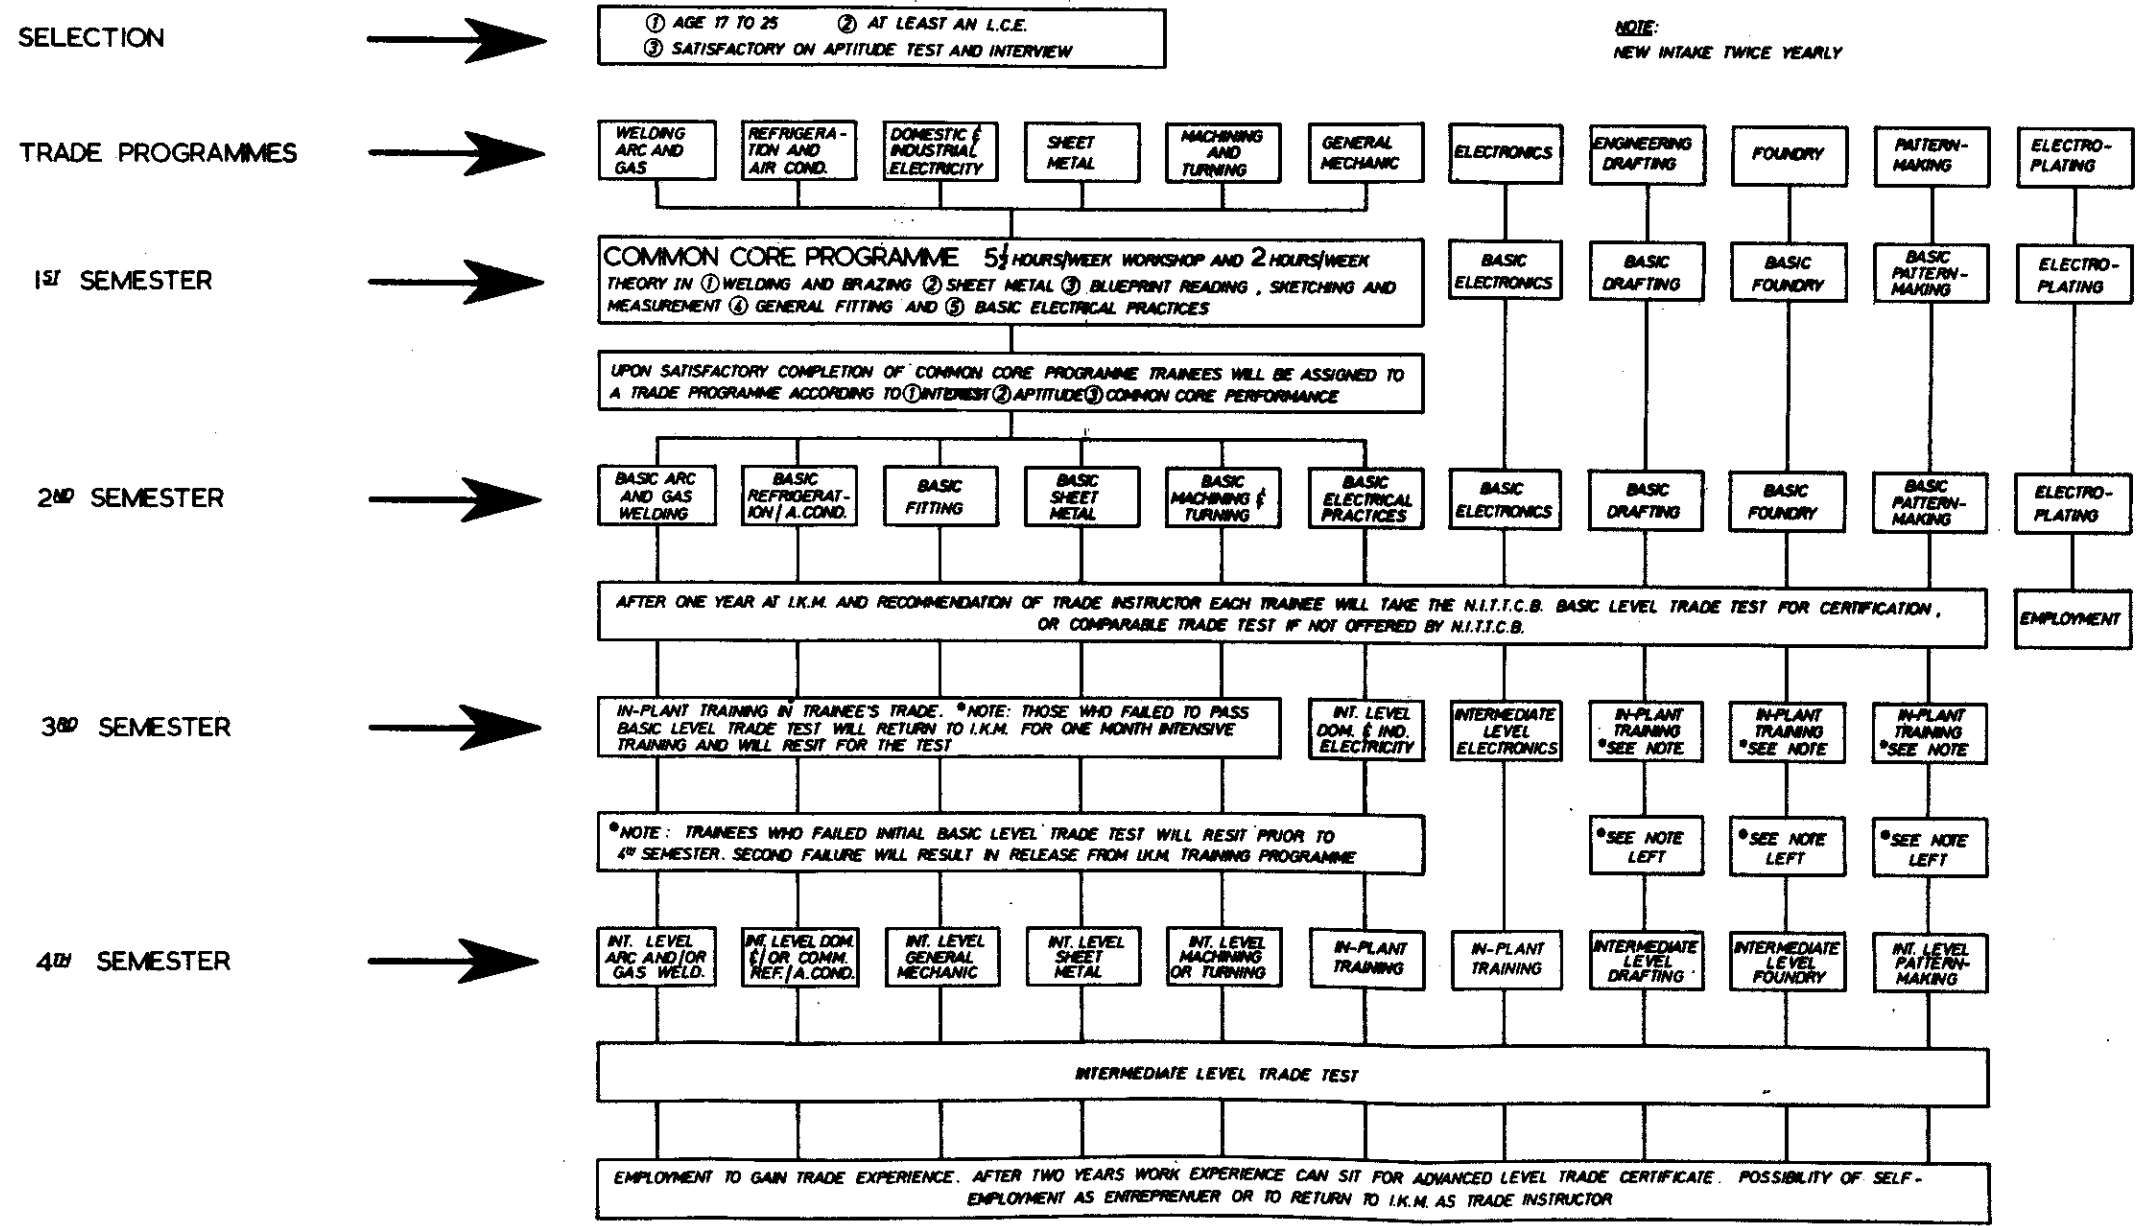 SELECTION
① AGE 17 TO 25 ② AT LEAST AN L.C.E.
③ SATISFACTORY ON APTITUDE TEST AND INTERVIEW
NOTE:
NEW INTAKE TWICE YEARLY
TRADE PROGRAMMES
WELDING
ARC AND
GAS
REFRIGERA-
TION AND
AIR COND.
DOMESTIC &
INDUSTRIAL
ELECTRICITY
SHEET
METAL
MACHINING
AND
TURNING
GENERAL
MECHANIC
ELECTRONICS
ENGINEERING
DRAFTING
FOUNDRY
PATTERN-
MAKING
ELECTRO-
PLATING
1ST SEMESTER
COMMON CORE PROGRAMME 5½ HOURS/WEEK WORKSHOP AND 2 HOURS/WEEK
THEORY IN ① WELDING AND BRAZING ② SHEET METAL ③ BLUEPRINT READING, SKETCHING AND
MEASUREMENT ④ GENERAL FITTING AND ⑤ BASIC ELECTRICAL PRACTICES
BASIC
ELECTRONICS
BASIC
DRAFTING
BASIC
FOUNDRY
BASIC
PATTERN-
MAKING
ELECTRO-
PLATING
UPON SATISFACTORY COMPLETION OF COMMON CORE PROGRAMME TRAINEES WILL BE ASSIGNED TO
A TRADE PROGRAMME ACCORDING TO ① INTEREST ② APTITUDE ③ COMMON CORE PERFORMANCE
2ND SEMESTER
BASIC ARC
AND GAS
WELDING
BASIC
REFRIGERAT-
ION/A.COND.
BASIC
FITTING
BASIC
SHEET
METAL
BASIC
MACHINING &
TURNING
BASIC
ELECTRICAL
PRACTICES
BASIC
ELECTRONICS
BASIC
DRAFTING
BASIC
FOUNDRY
BASIC
PATTERN-
MAKING
ELECTRO-
PLATING
AFTER ONE YEAR AT I.K.M. AND RECOMMENDATION OF TRADE INSTRUCTOR EACH TRAINEE WILL TAKE THE N.I.T.T.C.B. BASIC LEVEL TRADE TEST FOR CERTIFICATION,
OR COMPARABLE TRADE TEST IF NOT OFFERED BY N.I.T.T.C.B.
EMPLOYMENT
3RD SEMESTER
IN-PLANT TRAINING IN TRAINEE'S TRADE. *NOTE: THOSE WHO FAILED TO PASS
BASIC LEVEL TRADE TEST WILL RETURN TO I.K.M. FOR ONE MONTH INTENSIVE
TRAINING AND WILL RESIT FOR THE TEST
INT. LEVEL
DOM. & IND.
ELECTRICITY
INTERMEDIATE
LEVEL
ELECTRONICS
IN-PLANT
TRAINING
*SEE NOTE
IN-PLANT
TRAINING
*SEE NOTE
IN-PLANT
TRAINING
*SEE NOTE
*NOTE: TRAINEES WHO FAILED INITIAL BASIC LEVEL TRADE TEST WILL RESIT PRIOR TO
4TH SEMESTER. SECOND FAILURE WILL RESULT IN RELEASE FROM I.K.M. TRAINING PROGRAMME
*SEE NOTE
LEFT
*SEE NOTE
LEFT
*SEE NOTE
LEFT
4TH SEMESTER
INT. LEVEL
ARC AND/OR
GAS WELD.
INT. LEVEL DOM.
&/OR COMM.
REF./A.COND.
INT. LEVEL
GENERAL
MECHANIC
INT. LEVEL
SHEET
METAL
INT. LEVEL
MACHINING
OR TURNING
IN-PLANT
TRAINING
IN-PLANT
TRAINING
INTERMEDIATE
LEVEL
DRAFTING
INTERMEDIATE
LEVEL
FOUNDRY
INT. LEVEL
PATTERN-
MAKING
INTERMEDIATE LEVEL TRADE TEST
EMPLOYMENT TO GAIN TRADE EXPERIENCE. AFTER TWO YEARS WORK EXPERIENCE CAN SIT FOR ADVANCED LEVEL TRADE CERTIFICATE. POSSIBILITY OF SELF-
EMPLOYMENT AS ENTREPRENUER OR TO RETURN TO I.K.M. AS TRADE INSTRUCTOR